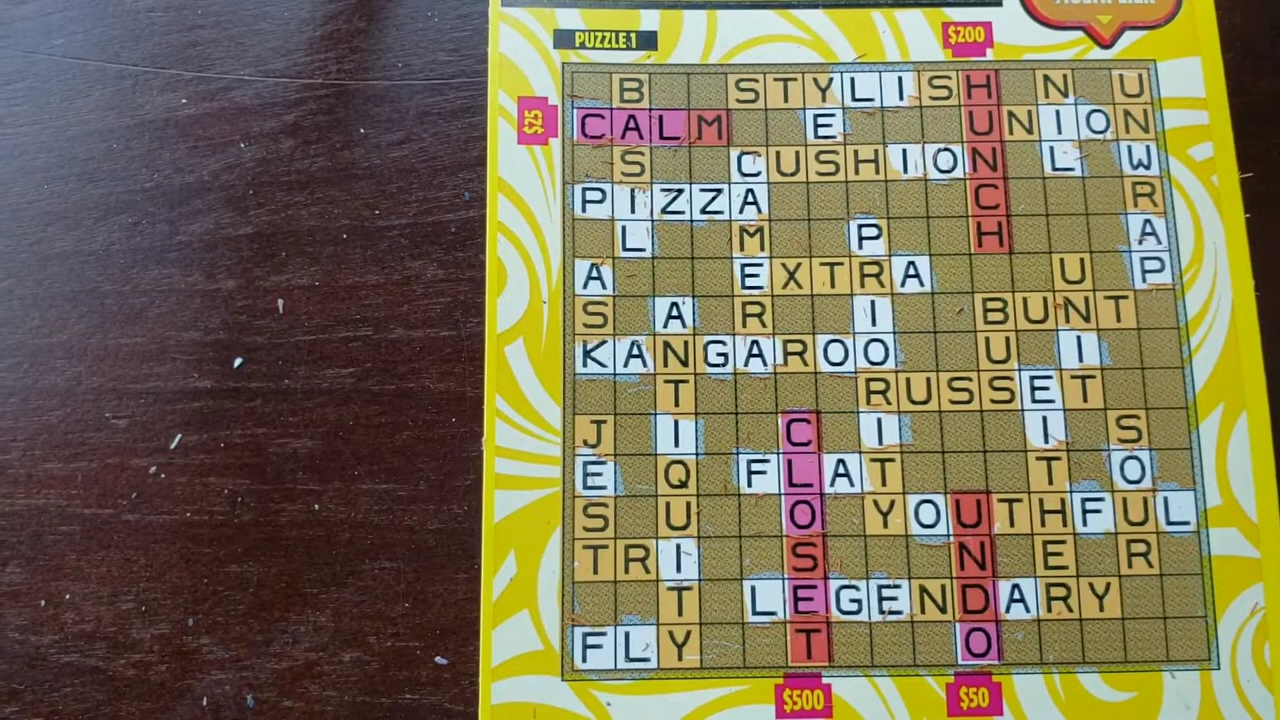 PUZZLE 1
$200
$25
B STYLISH N U
CALM E UNION
S CUSHION L W
PIZZA C R
L M P H A
A EXTRA U P
S A R I BUNT
KANGAROO U I
T RUSSET
J I C I I S
E Q FLAT T O
S U O YOUTHFUL
TRI S N E R
T LEGENDARY
FLY T O
$500
$50